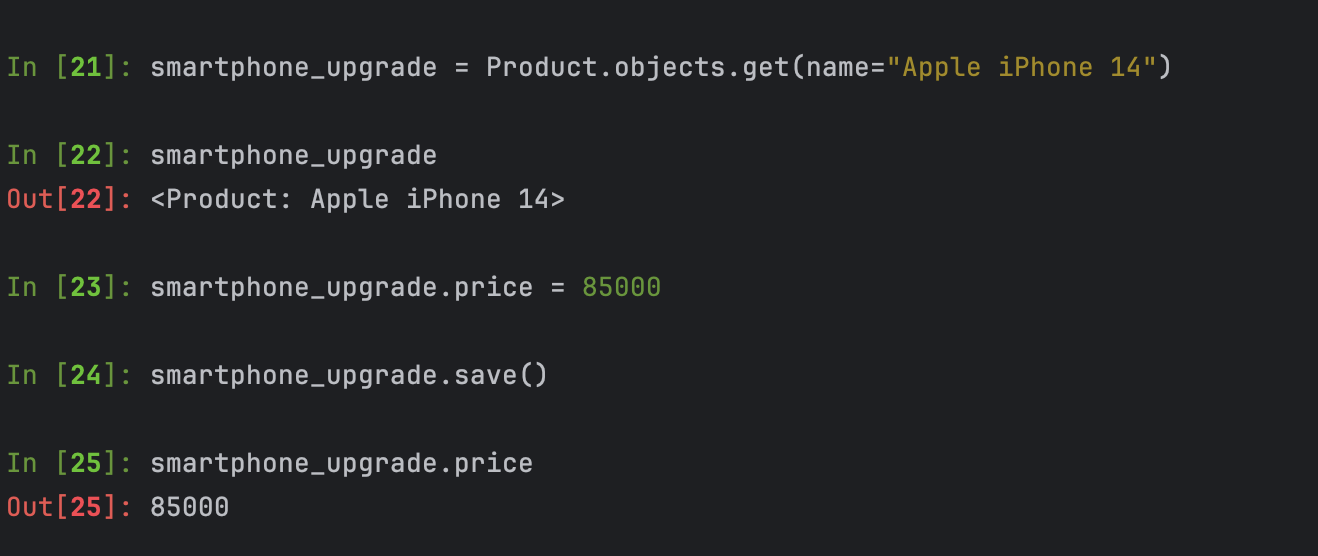 In [21]: smartphone_upgrade = Product.objects.get(name="Apple iPhone 14")
In [22]: smartphone_upgrade
Out[22]: <Product: Apple iPhone 14>
In [23]: smartphone_upgrade.price = 85000
In [24]: smartphone_upgrade.save()
In [25]: smartphone_upgrade.price
Out[25]: 85000